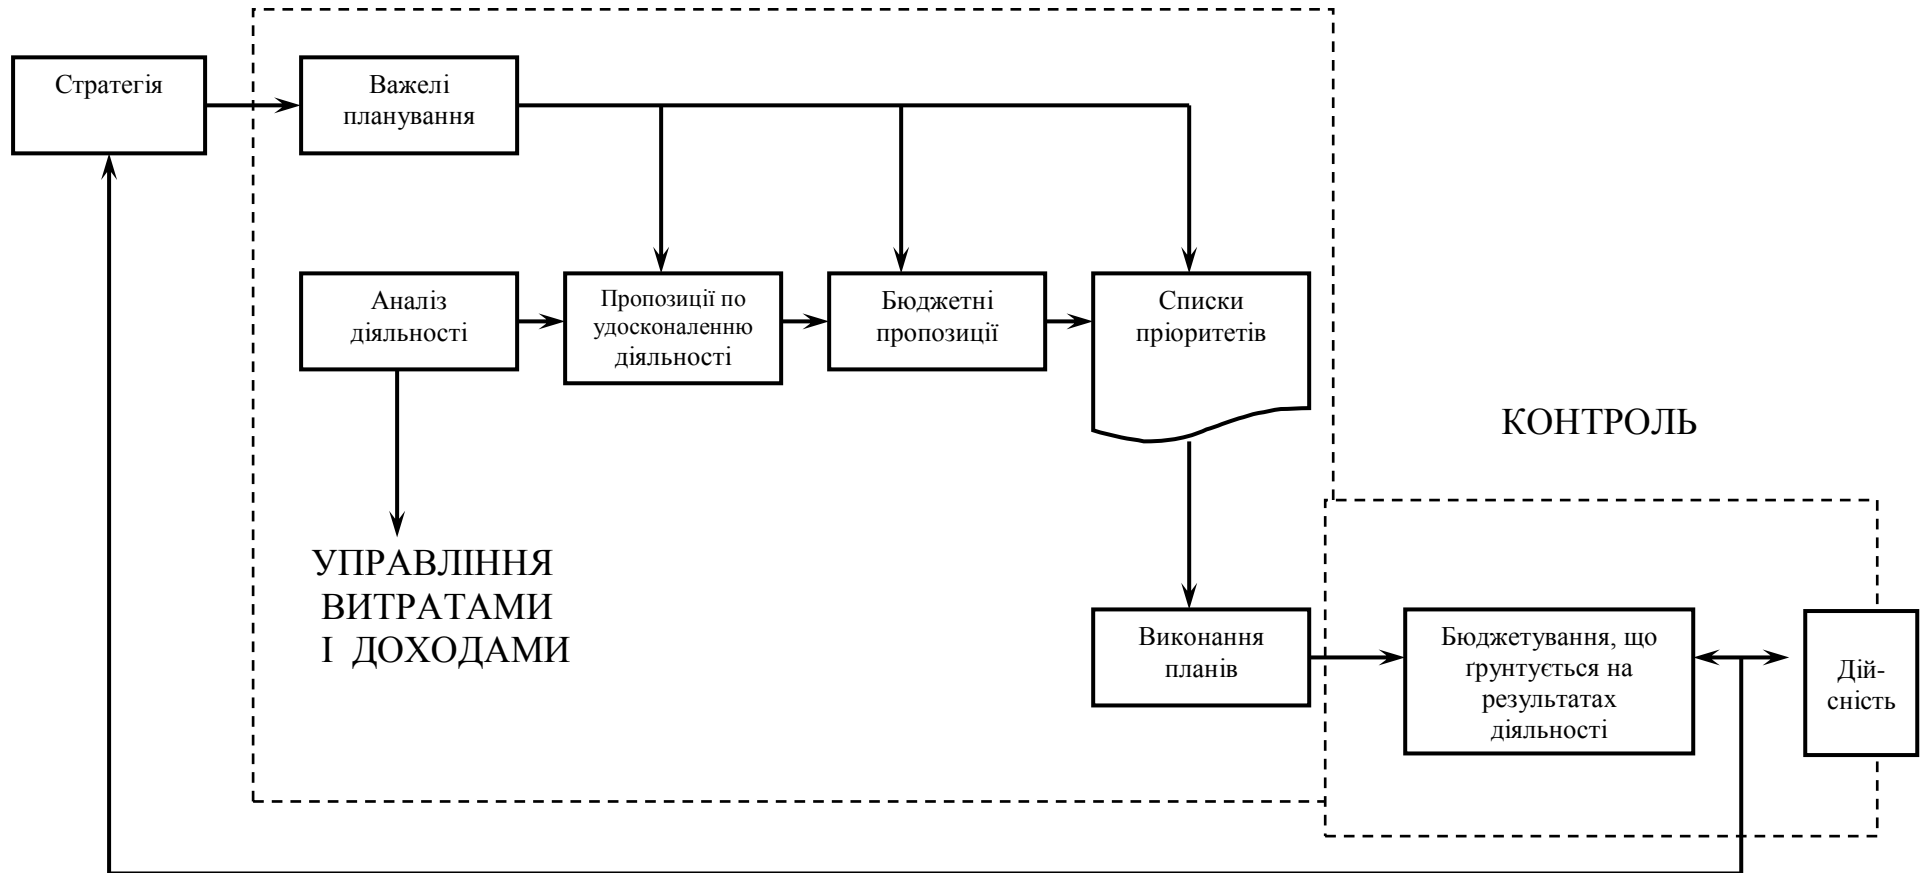 Стратегія
Важелі
планування
Аналіз
діяльності
Пропозиції по
удосконаленню
діяльності
Бюджетні
пропозиції
Списки
пріоритетів
КОНТРОЛЬ
УПРАВЛІННЯ
ВИТРАТАМИ
І ДОХОДАМИ
Виконання
планів
Бюджетування, що
ґрунтується на
результатах
діяльності
Дій-
сність